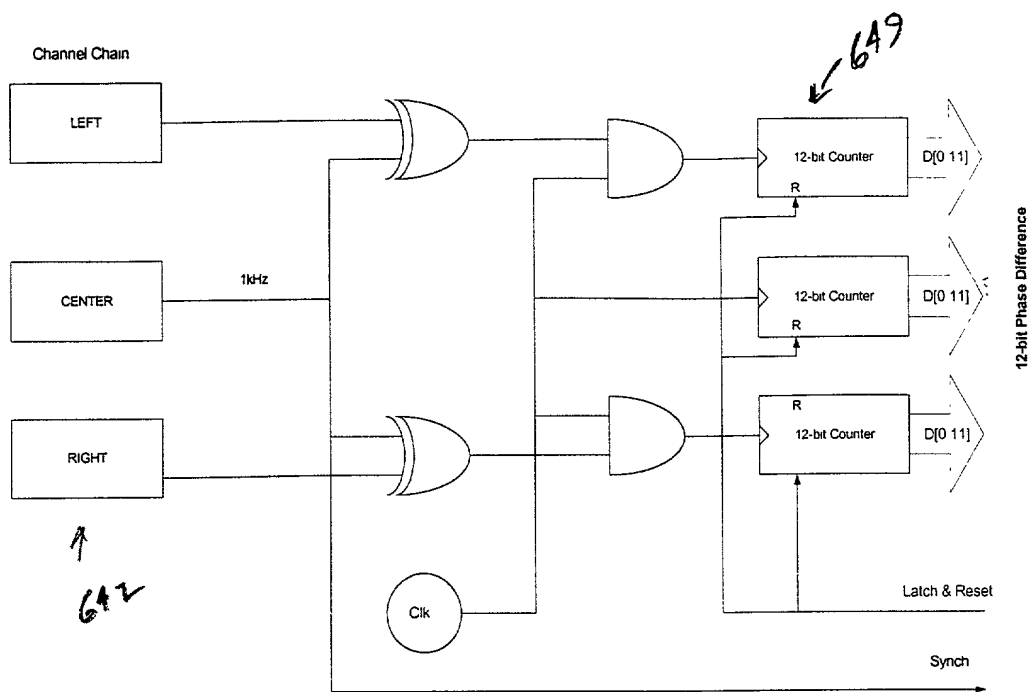 649
Channel Chain
LEFT
12-bit Counter
D[0 11]
R
CENTER
1kHz
12-bit Counter
D[0 11]
R
12-bit Phase Difference
R
RIGHT
12-bit Counter
D[0 11]
642
Clk
Latch & Reset
Synch